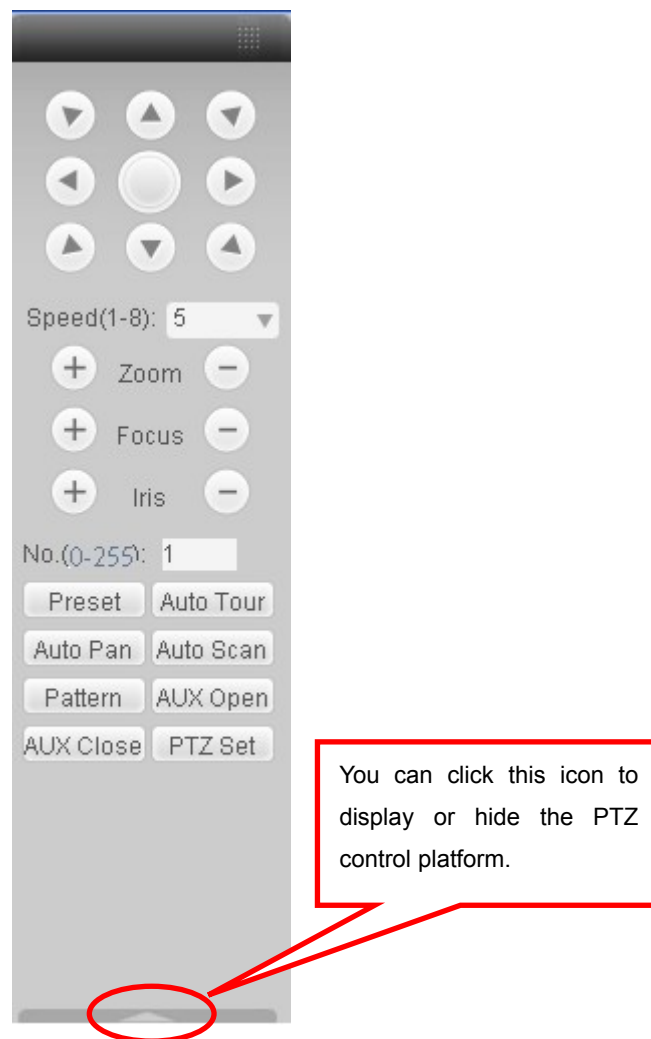 Speed(1-8): 5
+ Zoom −
+ Focus −
+ Iris −
No.(0-255): 1
Preset Auto Tour
Auto Pan Auto Scan
Pattern AUX Open
AUX Close PTZ Set
You can click this icon to
display or hide the PTZ
control platform.